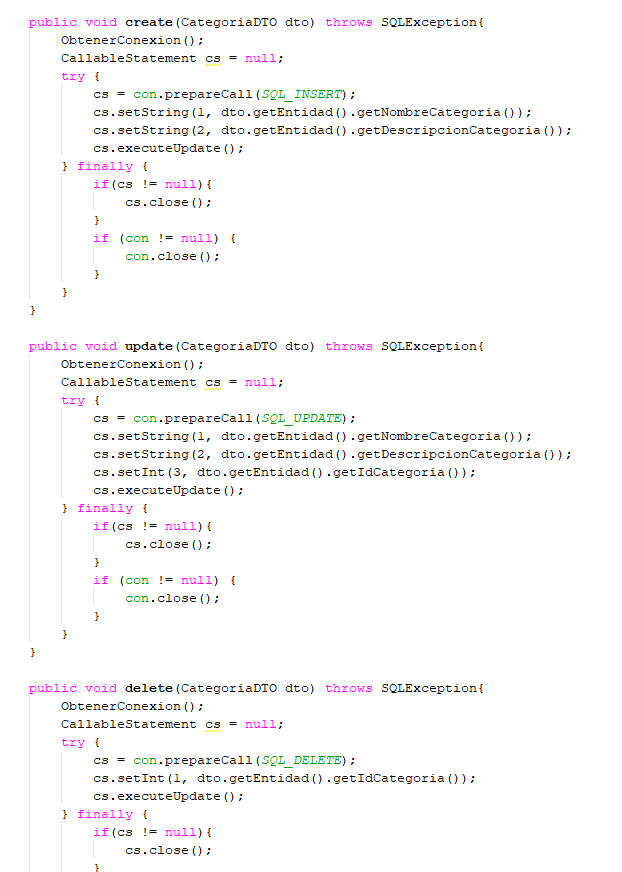 public void create(CategoriaDTO dto) throws SQLException{
    ObtenerConexion();
    CallableStatement cs = null;
    try {
        cs = con.prepareCall(SQL_INSERT);
        cs.setString(1, dto.getEntidad().getNombreCategoria());
        cs.setString(2, dto.getEntidad().getDescripcionCategoria());
        cs.executeUpdate();
    } finally {
        if(cs != null){
            cs.close();
        }
        if (con != null) {
            con.close();
        }
    }
}
public void update(CategoriaDTO dto) throws SQLException{
    ObtenerConexion();
    CallableStatement cs = null;
    try {
        cs = con.prepareCall(SQL_UPDATE);
        cs.setString(1, dto.getEntidad().getNombreCategoria());
        cs.setString(2, dto.getEntidad().getDescripcionCategoria());
        cs.setInt(3, dto.getEntidad().getIdCategoria());
        cs.executeUpdate();
    } finally {
        if(cs != null){
            cs.close();
        }
        if (con != null) {
            con.close();
        }
    }
}
public void delete(CategoriaDTO dto) throws SQLException{
    ObtenerConexion();
    CallableStatement cs = null;
    try {
        cs = con.prepareCall(SQL_DELETE);
        cs.setInt(1, dto.getEntidad().getIdCategoria());
        cs.executeUpdate();
    } finally {
        if(cs != null){
            cs.close();
        }